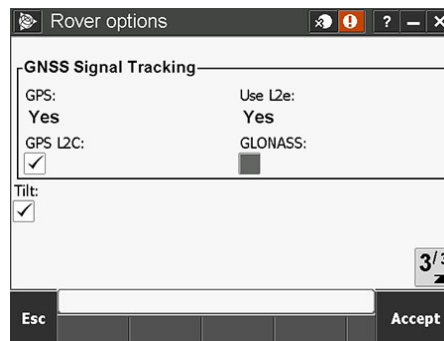 Rover options
? –
GNSS Signal Tracking
GPS: Use L2e:
Yes Yes
GPS L2C: GLONASS:
Tilt:
3/3
Esc Accept